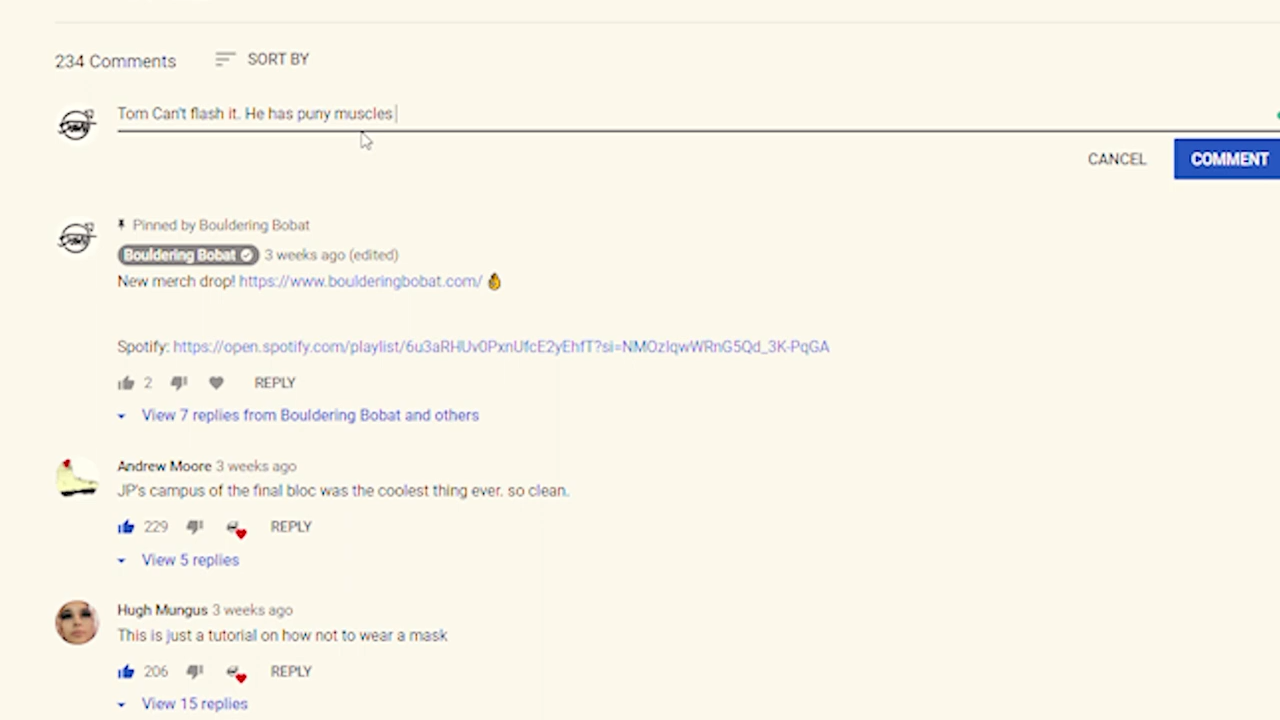 234 Comments SORT BY
Tom Can't flash it. He has puny muscles
CANCEL COMMENT
Pinned by Bouldering Bobat
Bouldering Bobat 3 weeks ago (edited)
New merch drop! https://www.boulderingbobat.com/
Spotify: https://open.spotify.com/playlist/6u3aRHUv0PxnUfcE2yEhfT?si=NMOzIqwWRnG5Qd_3K-PqGA
2 REPLY
View 7 replies from Bouldering Bobat and others
Andrew Moore 3 weeks ago
JP's campus of the final bloc was the coolest thing ever. so clean.
229 REPLY
View 5 replies
Hugh Mungus 3 weeks ago
This is just a tutorial on how not to wear a mask
206 REPLY
View 15 replies